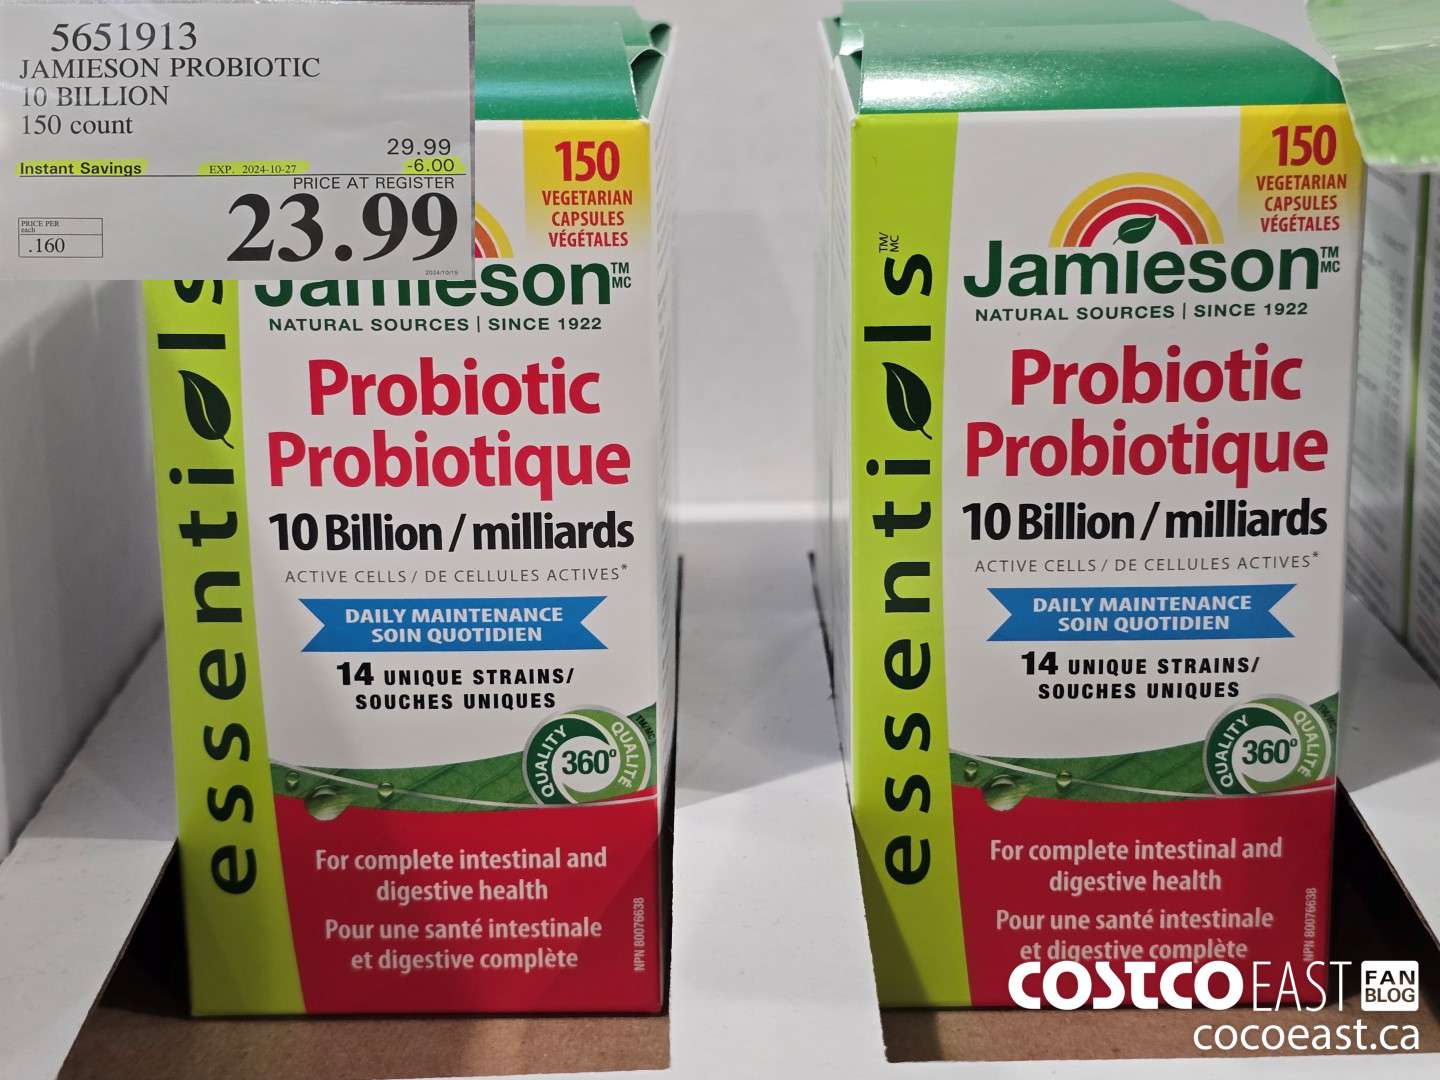 5651913
JAMIESON PROBIOTIC
10 BILLION
150 count
29.99
Instant Savings EXP. 2024-10-27 -6.00
PRICE AT REGISTER
23.99
PRICE PER
each
.160
2024/10/19
150
VEGETARIAN
CAPSULES
VÉGÉTALES
Jamieson TM MC
NATURAL SOURCES | SINCE 1922
essentials
Probiotic
Probiotique
10 Billion / milliards
ACTIVE CELLS / DE CELLULES ACTIVES*
DAILY MAINTENANCE
SOIN QUOTIDIEN
14 UNIQUE STRAINS/
SOUCHES UNIQUES
QUALITY 360° QUALITÉ TM/MC
For complete intestinal and
digestive health
Pour une santé intestinale
et digestive complète
NPN 80076638
150
VEGETARIAN
CAPSULES
VÉGÉTALES
Jamieson TM MC
NATURAL SOURCES | SINCE 1922
essentials TM/MC
Probiotic
Probiotique
10 Billion / milliards
ACTIVE CELLS / DE CELLULES ACTIVES*
DAILY MAINTENANCE
SOIN QUOTIDIEN
14 UNIQUE STRAINS/
SOUCHES UNIQUES
QUALITY 360° QUALITÉ TM/MC
For complete intestinal and
digestive health
Pour une santé intestinale
et digestive complète
NPN 80076638
COSTCO EAST FAN BLOG
cocoeast.ca